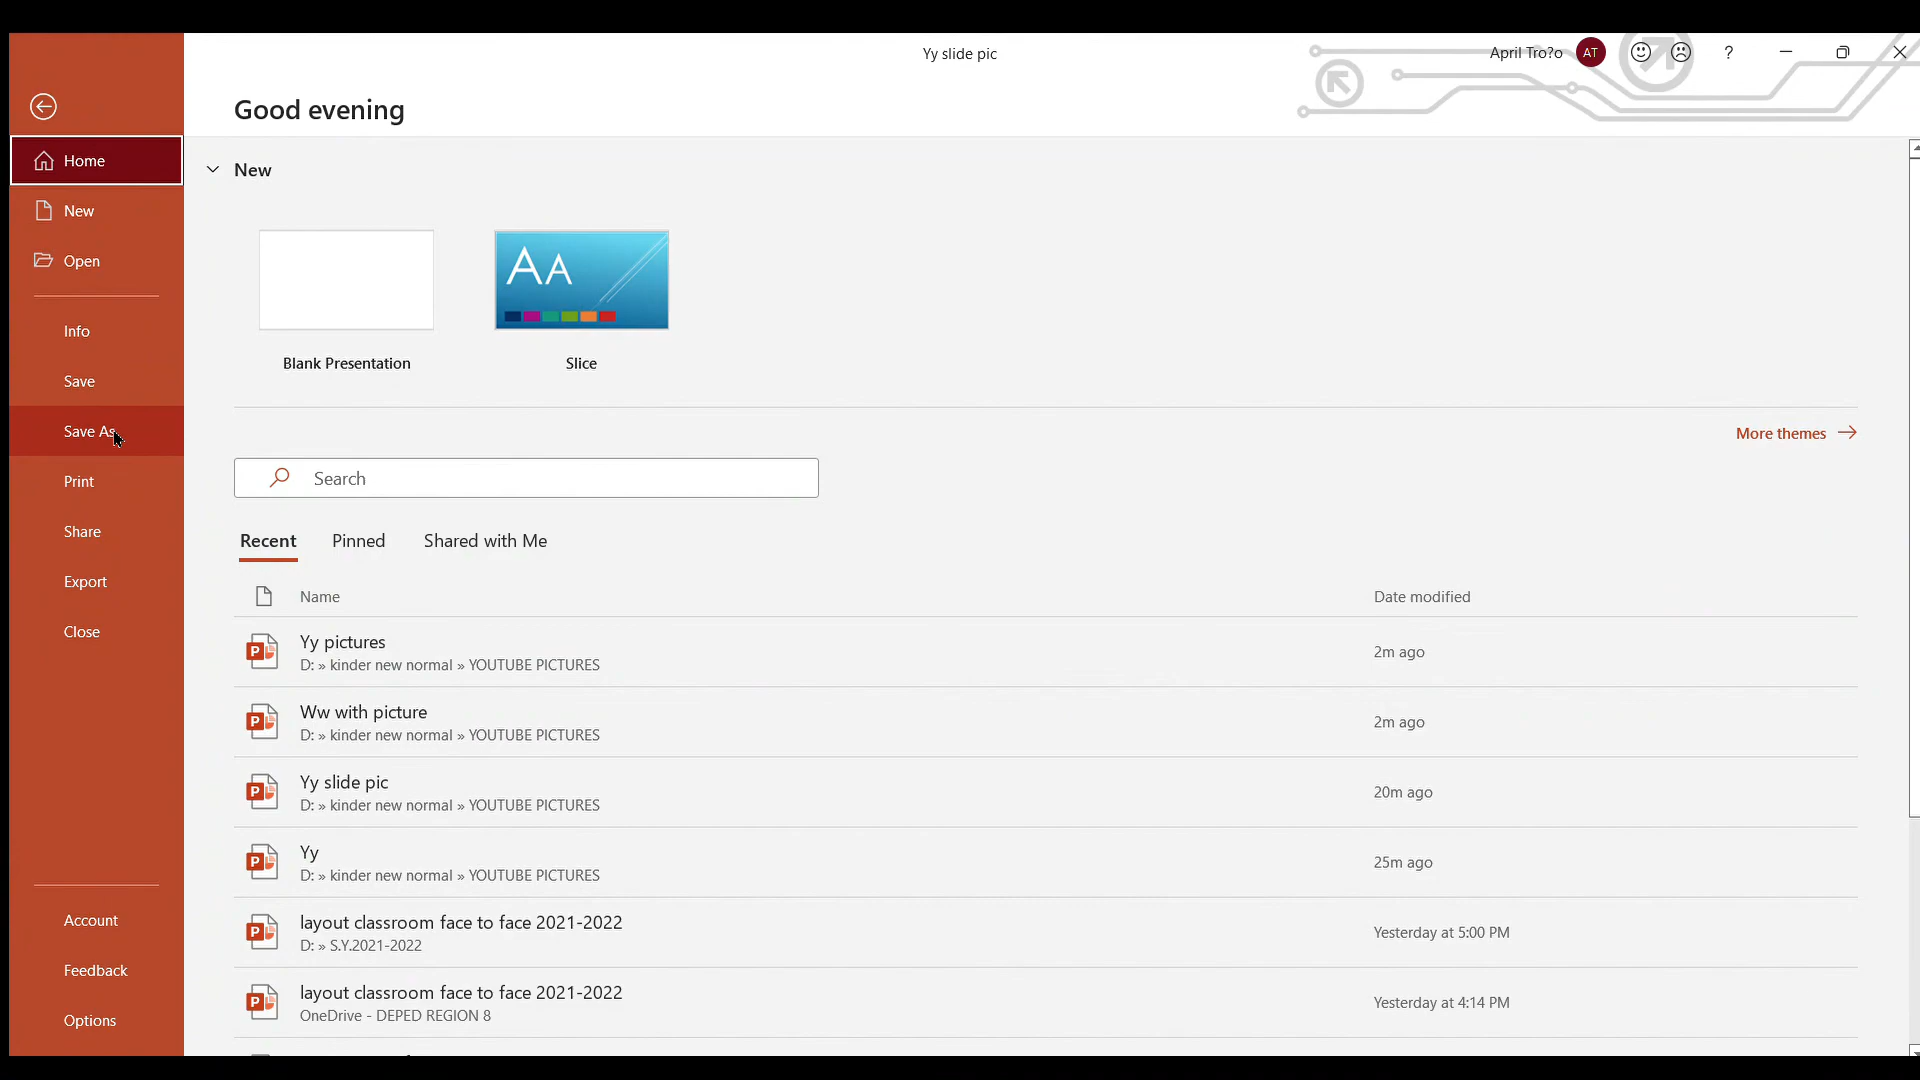 Yy slide pic
April Tro?o
AT
?
Good evening
Home
New
Open
Info
Save
Save As
Print
Share
Export
Close
Account
Feedback
Options
New
AA
Blank Presentation
Slice
More themes
Search
Recent
Pinned
Shared with Me
Name
Date modified
Yy pictures
D: » kinder new normal » YOUTUBE PICTURES
2m ago
Ww with picture
D: » kinder new normal » YOUTUBE PICTURES
2m ago
Yy slide pic
D: » kinder new normal » YOUTUBE PICTURES
20m ago
Yy
D: » kinder new normal » YOUTUBE PICTURES
25m ago
layout classroom face to face 2021-2022
D: » S.Y.2021-2022
Yesterday at 5:00 PM
layout classroom face to face 2021-2022
OneDrive - DEPED REGION 8
Yesterday at 4:14 PM